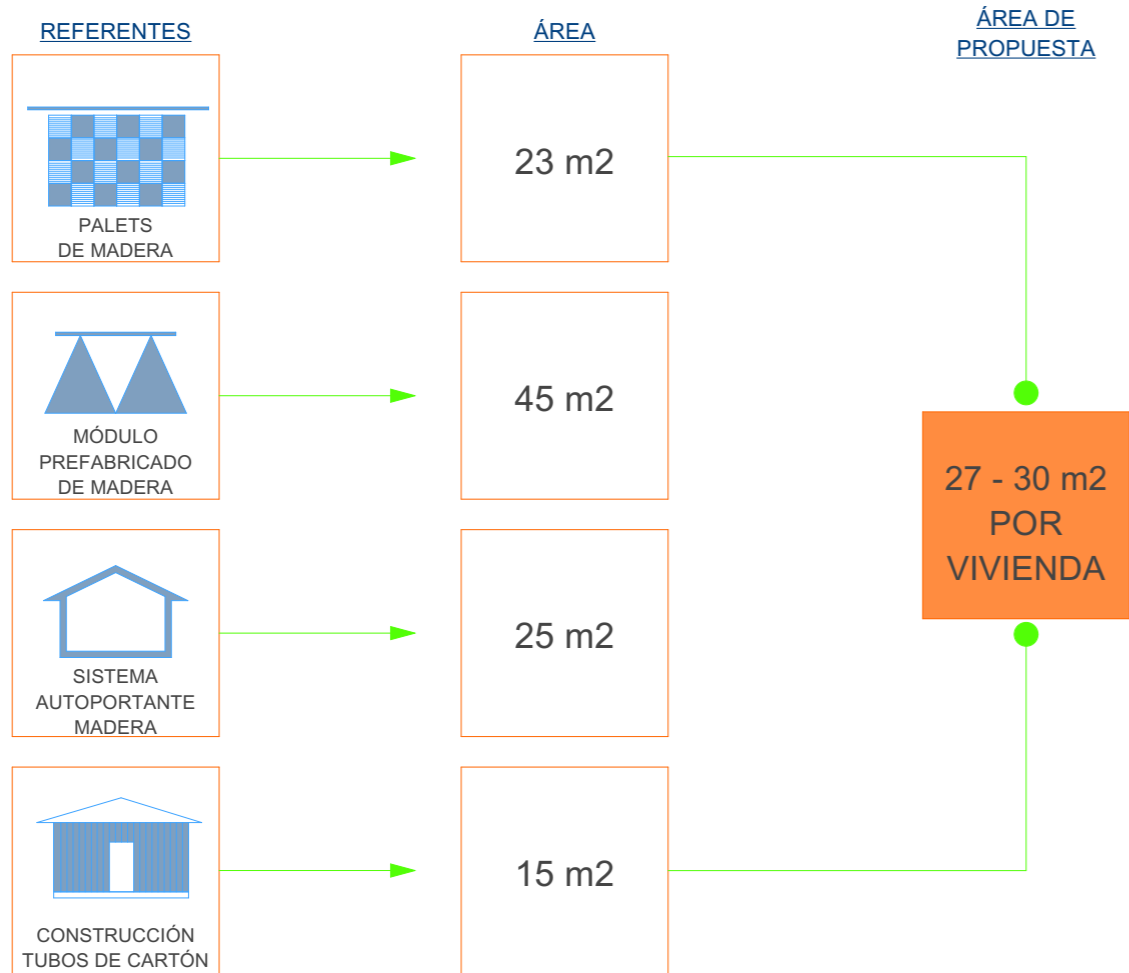 REFERENTES
ÁREA
ÁREA DE
PROPUESTA
PALETS
DE MADERA
23 m2
MÓDULO
PREFABRICADO
DE MADERA
45 m2
27 - 30 m2
POR
VIVIENDA
SISTEMA
AUTOPORTANTE
MADERA
25 m2
CONSTRUCCIÓN
TUBOS DE CARTÓN
15 m2